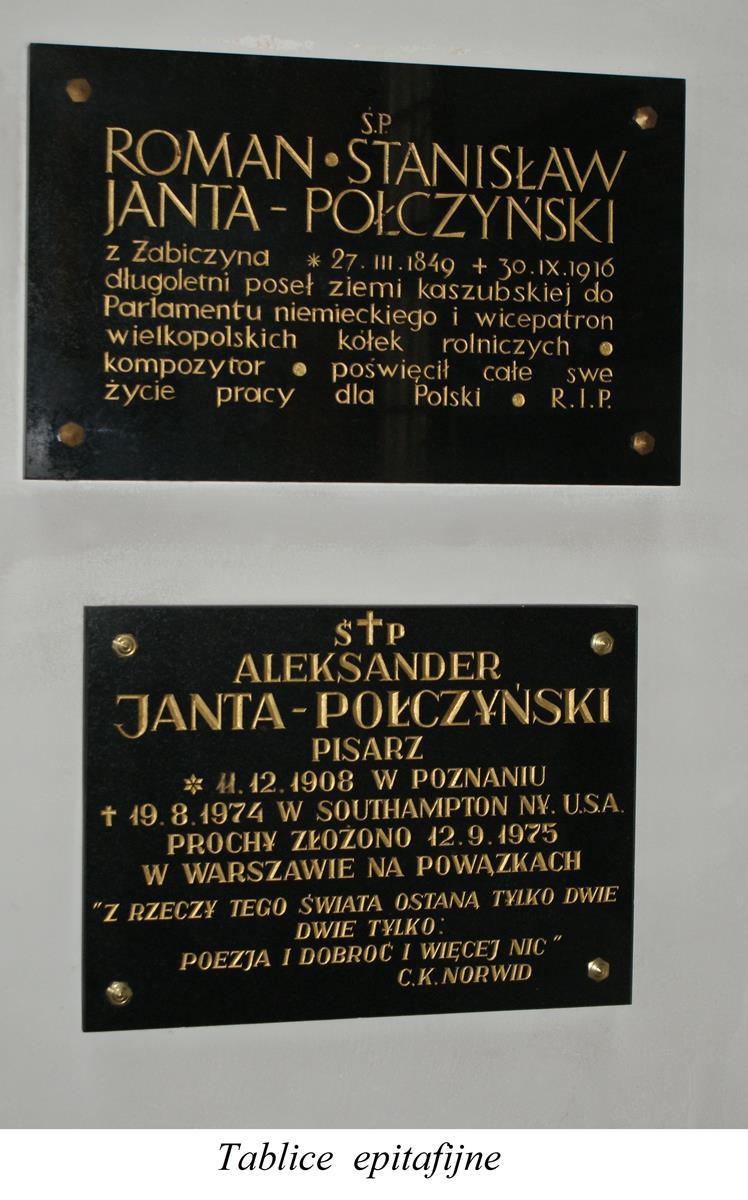 Ś.P.
ROMAN • STANISŁAW
JANTA - POŁCZYŃSKI
z Żabiczyna * 27.III.1849 + 30.IX.1916
długoletni poseł ziemi kaszubskiej do
Parlamentu niemieckiego i wicepatron
wielkopolskich kółek rolniczych •
kompozytor • poświęcił całe swe
życie pracy dla Polski • R.I.P.
Ś✝P
ALEKSANDER
JANTA - POŁCZYŃSKI
PISARZ
* 11.12.1908 W POZNANIU
✝ 19.8.1974 W SOUTHAMPTON NY. U.S.A.
PROCHY ZŁOŻONO 12.9.1975
W WARSZAWIE NA POWĄZKACH
"Z RZECZY TEGO ŚWIATA OSTANĄ TYLKO DWIE
DWIE TYLKO:
POEZJA I DOBROĆ I WIĘCEJ NIC"
C.K. NORWID
Tablice epitafijne